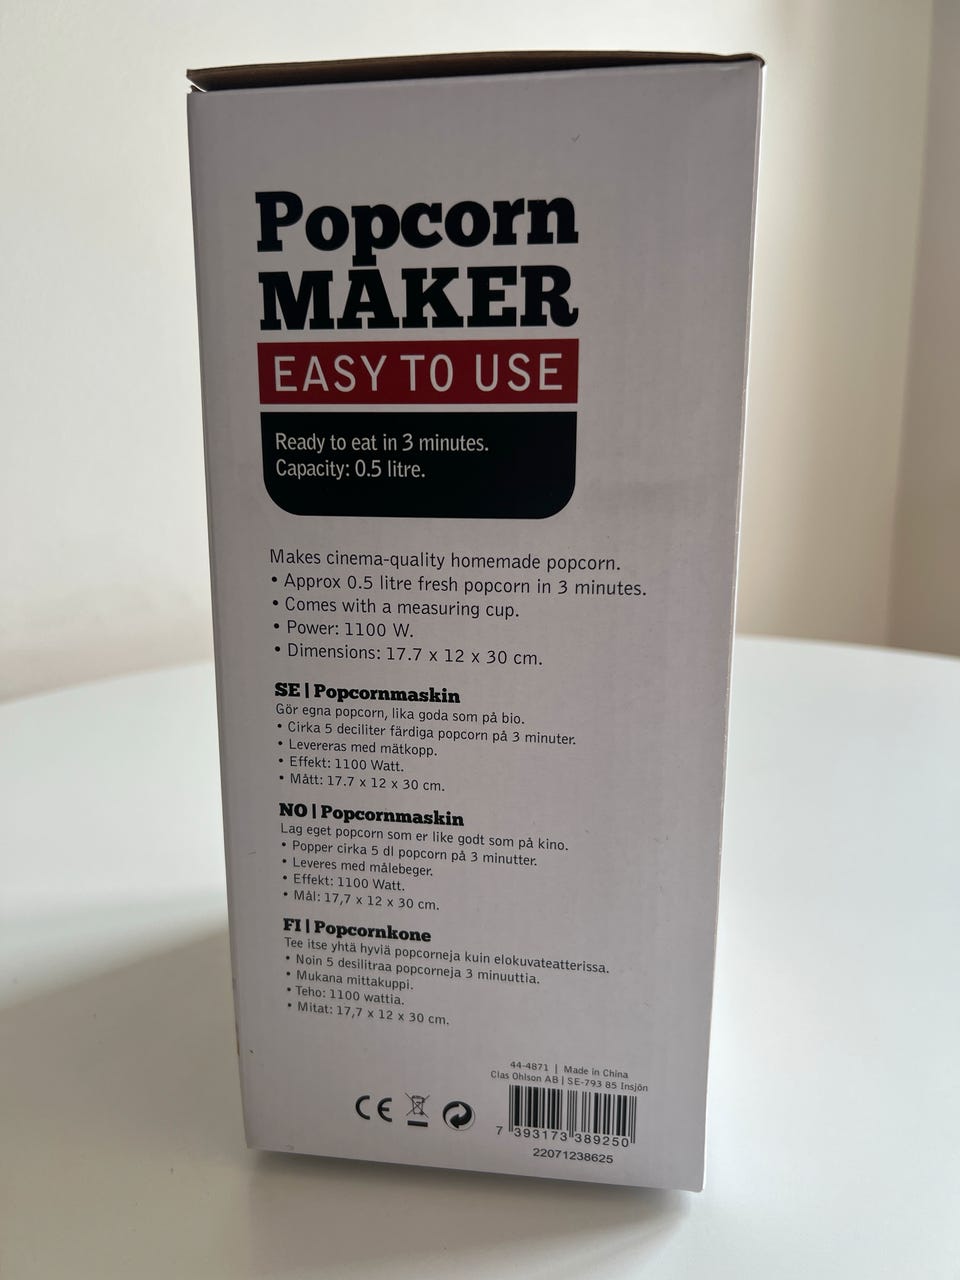 Popcorn
MAKER
EASY TO USE
Ready to eat in 3 minutes.
Capacity: 0.5 litre.
Makes cinema-quality homemade popcorn.
• Approx 0.5 litre fresh popcorn in 3 minutes.
• Comes with a measuring cup.
• Power: 1100 W.
• Dimensions: 17.7 x 12 x 30 cm.
SE | Popcornmaskin
Gör egna popcorn, lika goda som på bio.
• Cirka 5 deciliter färdiga popcorn på 3 minuter.
• Levereras med mätkopp.
• Effekt: 1100 Watt.
• Mått: 17.7 x 12 x 30 cm.
NO | Popcornmaskin
Lag eget popcorn som er like godt som på kino.
• Popper cirka 5 dl popcorn på 3 minutter.
• Leveres med målebeger.
• Effekt: 1100 Watt.
• Mål: 17,7 x 12 x 30 cm.
FI | Popcornkone
Tee itse yhtä hyviä popcorneja kuin elokuvateatterissa.
• Noin 5 desilitraa popcorneja 3 minuuttia.
• Mukana mittakuppi.
• Teho: 1100 wattia.
• Mitat: 17,7 x 12 x 30 cm.
44-4871 | Made in China
Clas Ohlson AB | SE-793 85 Insjön
CE
7 393173 389250
22071238625